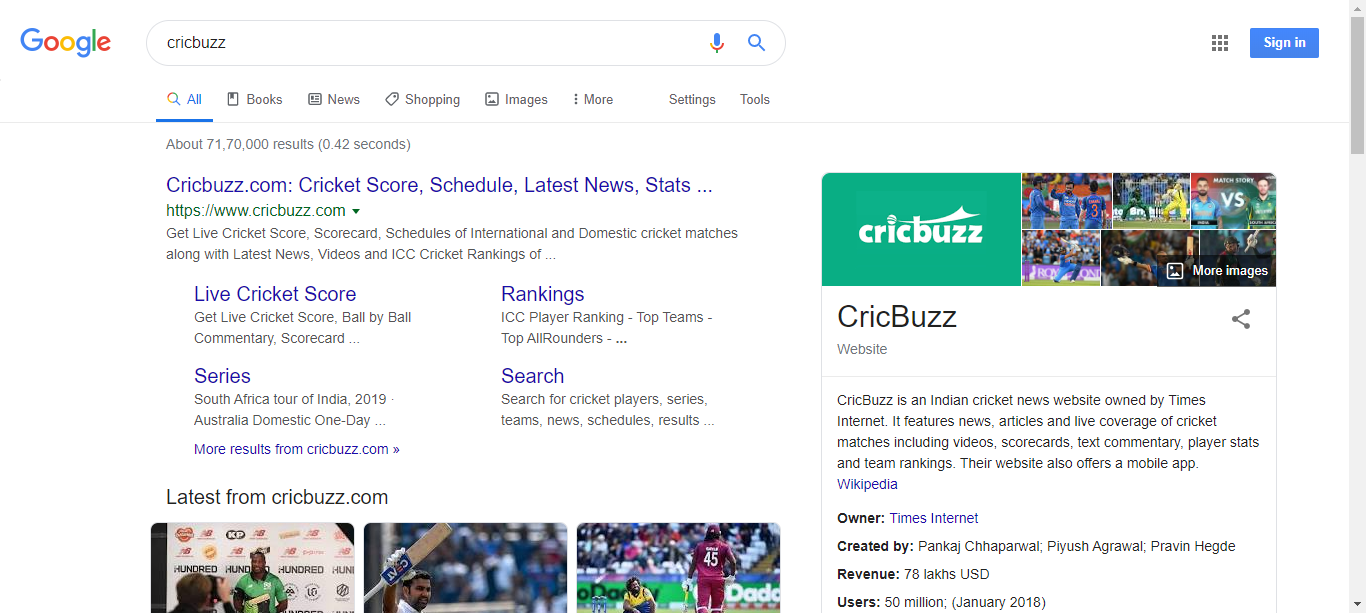 Google
cricbuzz
Sign in
All
Books
News
Shopping
Images
More
Settings
Tools
About 71,70,000 results (0.42 seconds)
Cricbuzz.com: Cricket Score, Schedule, Latest News, Stats ...
https://www.cricbuzz.com
Get Live Cricket Score, Scorecard, Schedules of International and Domestic cricket matches
along with Latest News, Videos and ICC Cricket Rankings of ...
Live Cricket Score
Get Live Cricket Score, Ball by Ball
Commentary, Scorecard ...
Rankings
ICC Player Ranking - Top Teams -
Top AllRounders - ...
Series
South Africa tour of India, 2019 ·
Australia Domestic One-Day ...
Search
Search for cricket players, series,
teams, news, schedules, results ...
More results from cricbuzz.com »
Latest from cricbuzz.com
KP
HUNDRED
HUNDRED
45
cricbuzz
3
MATCH STORY
VS
More images
CricBuzz
Website
CricBuzz is an Indian cricket news website owned by Times
Internet. It features news, articles and live coverage of cricket
matches including videos, scorecards, text commentary, player stats
and team rankings. Their website also offers a mobile app.
Wikipedia
Owner: Times Internet
Created by: Pankaj Chhaparwal; Piyush Agrawal; Pravin Hegde
Revenue: 78 lakhs USD
Users: 50 million; (January 2018)